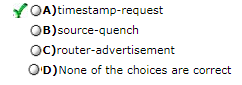 A)timestamp-request
B)source-quench
C)router-advertisement
D)None of the choices are correct